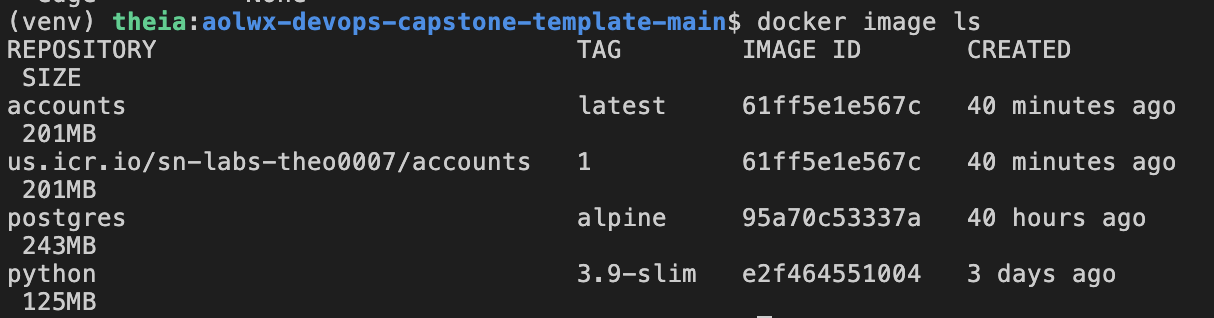 (venv) theia:aolwx-devops-capstone-template-main$ docker image ls
REPOSITORY TAG IMAGE ID CREATED
SIZE
accounts latest 61ff5e1e567c 40 minutes ago
201MB
us.icr.io/sn-labs-theo0007/accounts 1 61ff5e1e567c 40 minutes ago
201MB
postgres alpine 95a70c53337a 40 hours ago
243MB
python 3.9-slim e2f464551004 3 days ago
125MB